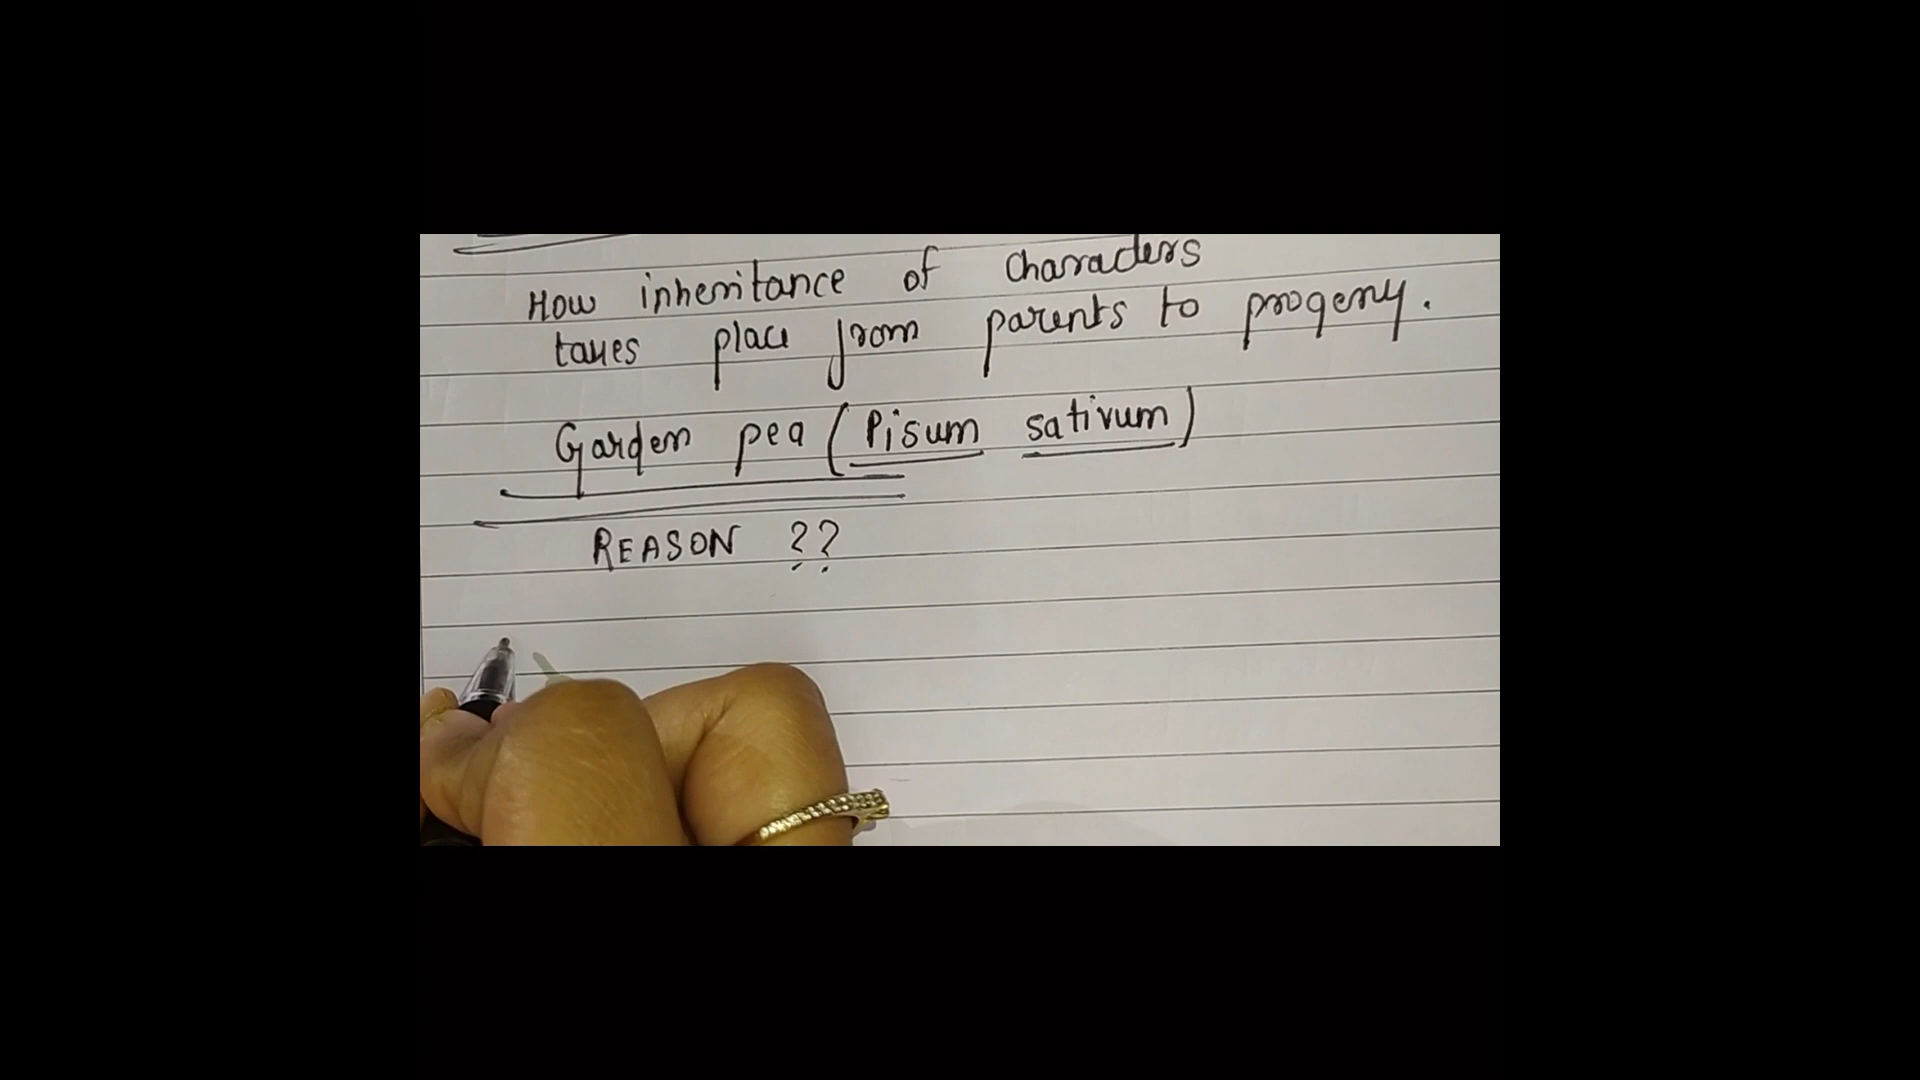 How inheritance of characters
takes place from parents to progeny.
Garden pea (Pisum sativum)
REASON ??